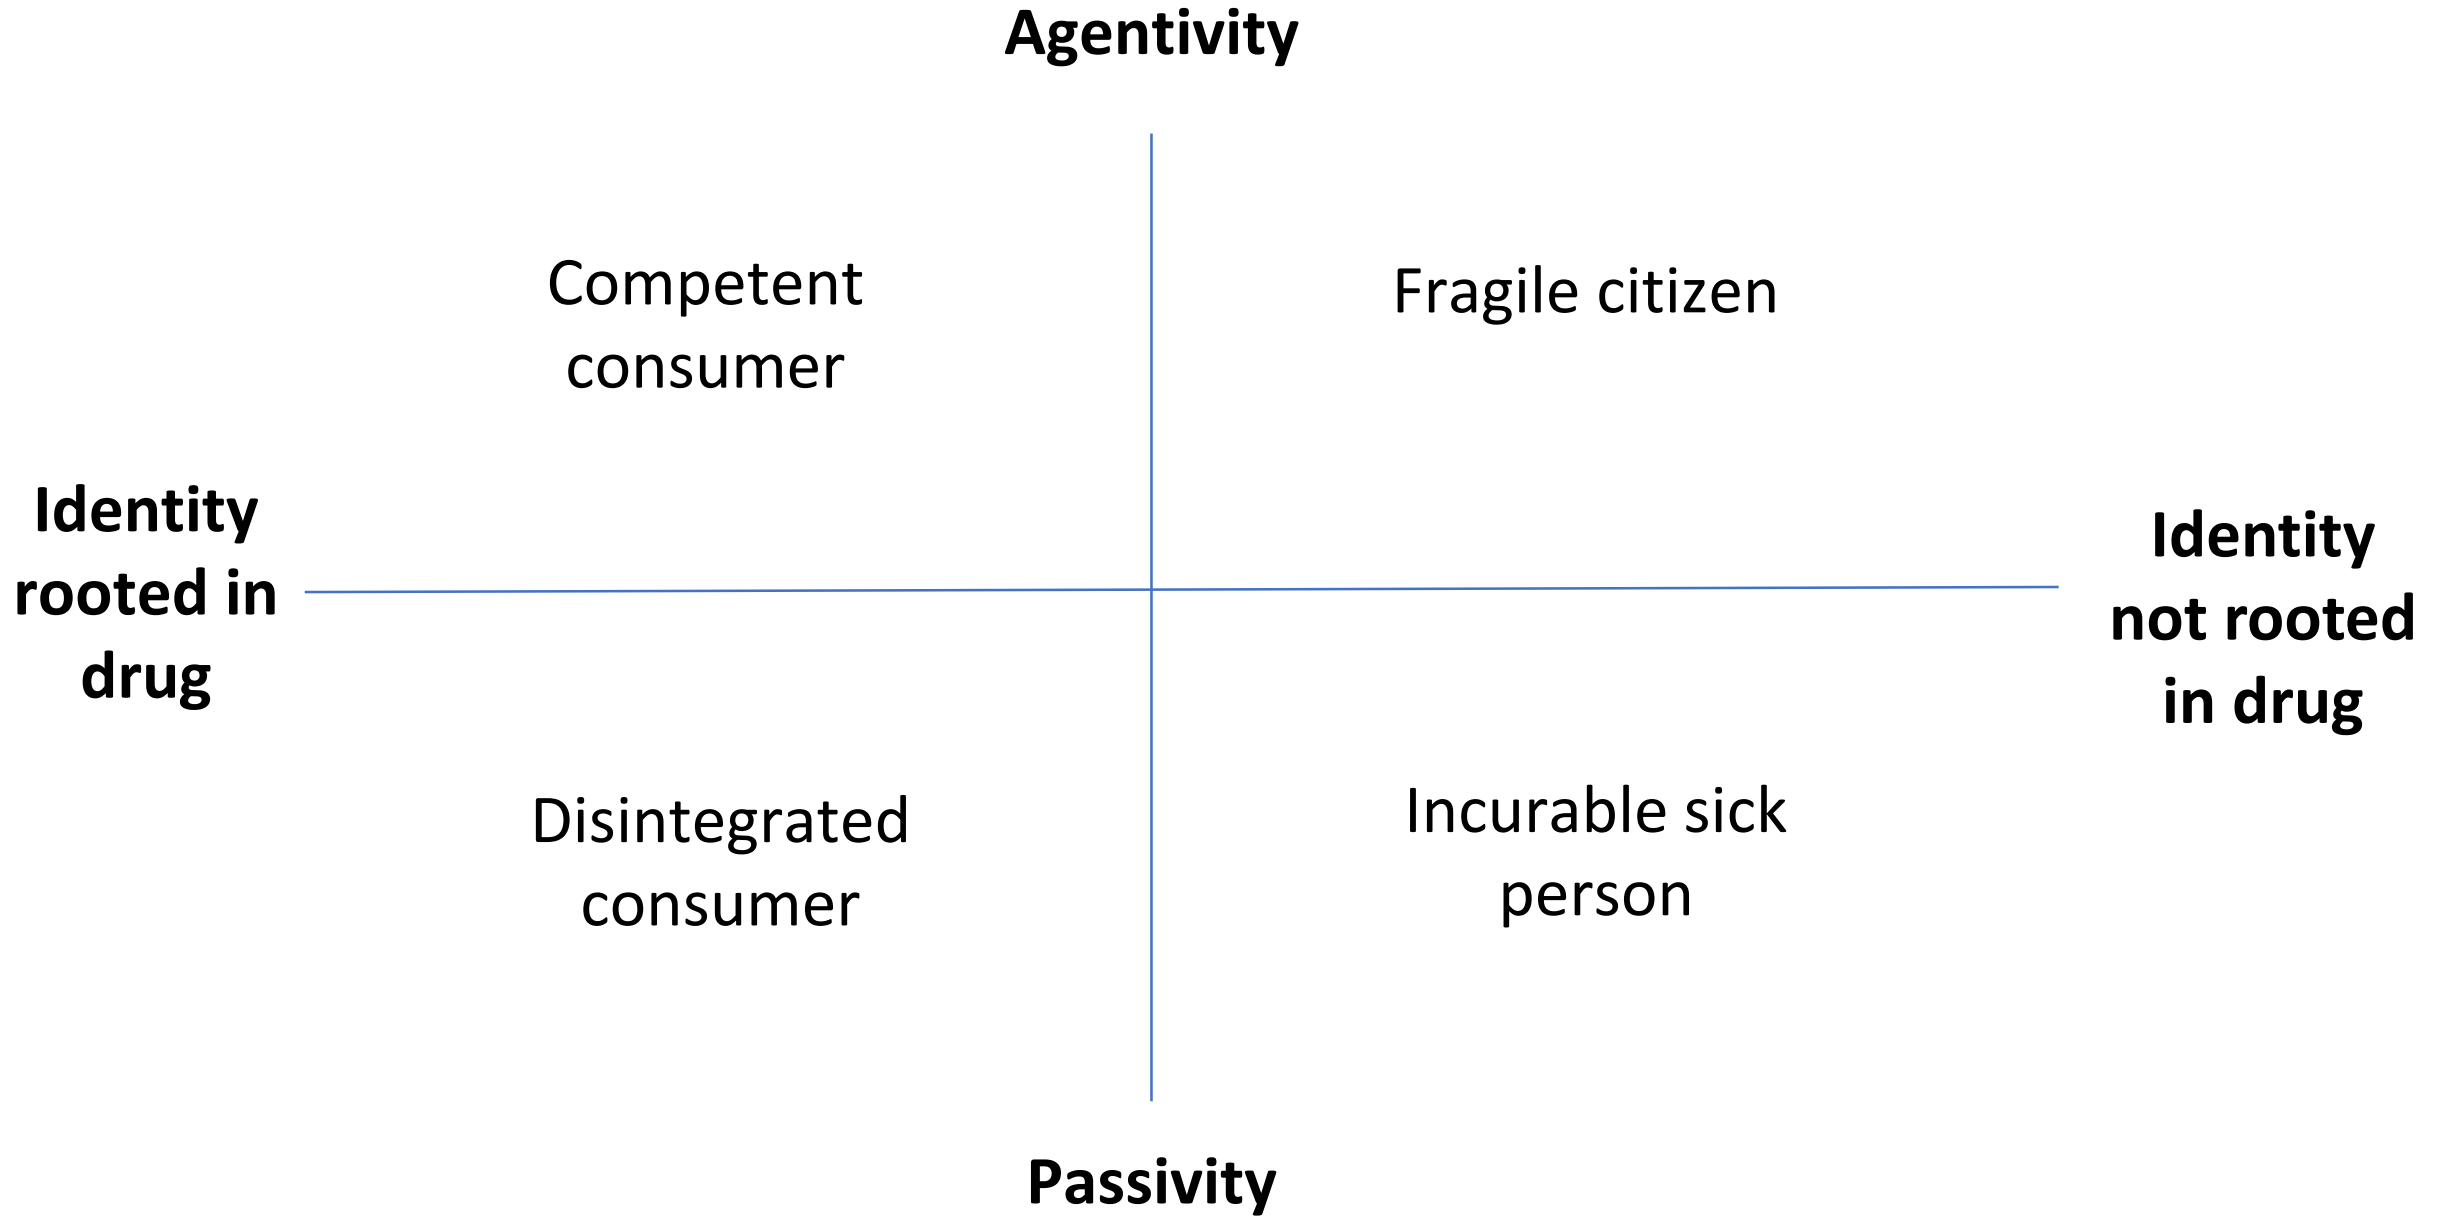 Agentivity
Competent
consumer
Fragile citizen
Identity
rooted in
drug
Identity
not rooted
in drug
Disintegrated
consumer
Incurable sick
person
Passivity